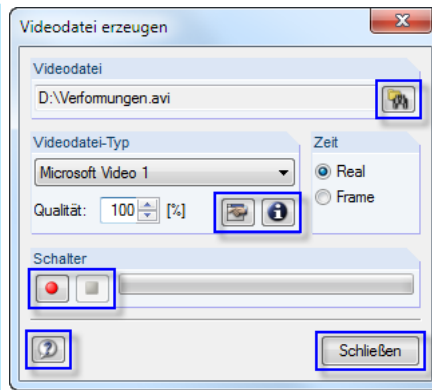 Videodatei erzeugen
Videodatei
D:\Verformungen.avi
Videodatei-Typ
Microsoft Video 1
Qualität: 100 [%]
Zeit
Real
Frame
Schalter
Schließen